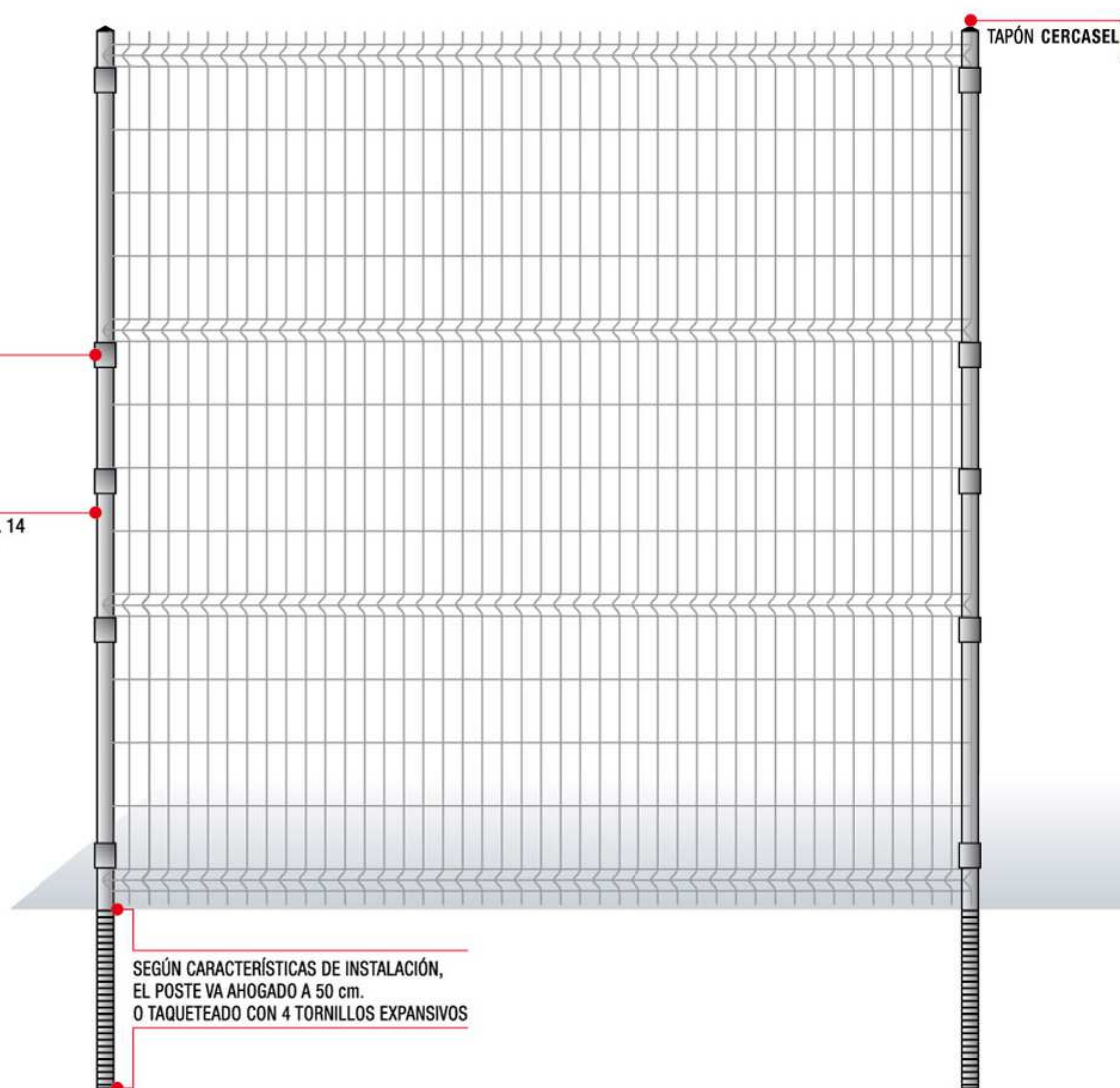 TAPÓN CERCASEL
14
SEGÚN CARACTERÍSTICAS DE INSTALACIÓN,
EL POSTE VA AHOGADO A 50 cm.
O TAQUETEADO CON 4 TORNILLOS EXPANSIVOS